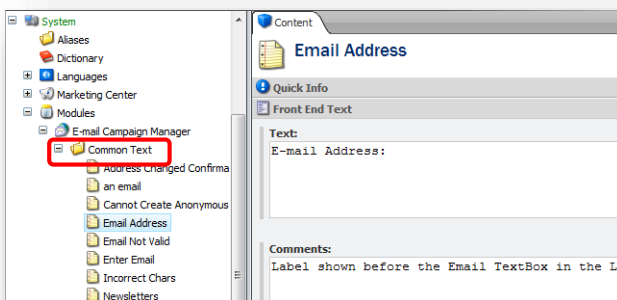 System
Aliases
Dictionary
Languages
Marketing Center
Modules
E-mail Campaign Manager
Common Text
Address Changed Confirma
an email
Cannot Create Anonymous
Email Address
Email Not Valid
Enter Email
Incorrect Chars
Newsletters
Content
Email Address
Quick Info
Front End Text
Text:
E-mail Address:
Comments:
Label shown before the Email TextBox in the L